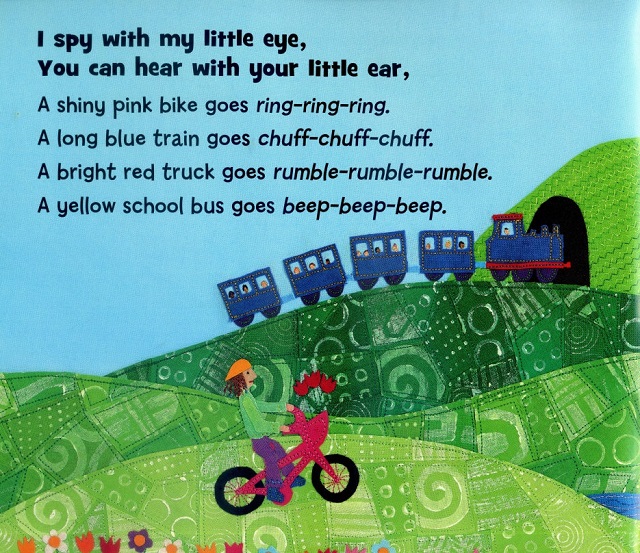 I spy with my little eye,
You can hear with your little ear,
A shiny pink bike goes ring-ring-ring.
A long blue train goes chuff-chuff-chuff.
A bright red truck goes rumble-rumble-rumble.
A yellow school bus goes beep-beep-beep.